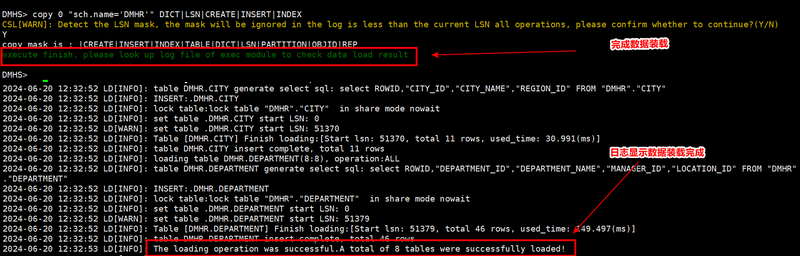 DMHS> copy 0 "sch.name='DMHR'" DICT|LSN|CREATE|INSERT|INDEX
CSL[WARN]: Detect the LSN mask, the mask will be ignored in the log is less than the current LSN all operations, please confirm whether to continue?(Y/N)
Y
copy mask is : |CREATE|INSERT|INDEX|TABLE|DICT|LSN|PARTITION|OBJID|REP
execute finish, please look up log file of exec module to check data load result
完成数据装载
DMHS>
2024-06-20 12:32:52 LD[INFO]: table DMHR.CITY generate select sql: select ROWID,"CITY_ID","CITY_NAME","REGION_ID" FROM "DMHR"."CITY"
2024-06-20 12:32:52 LD[INFO]: INSERT:.DMHR.CITY
2024-06-20 12:32:52 LD[INFO]: lock table:lock table "DMHR"."CITY"  in share mode nowait
2024-06-20 12:32:52 LD[INFO]: set table .DMHR.CITY start LSN: 0
2024-06-20 12:32:52 LD[WARN]: set table .DMHR.CITY start LSN: 51370
2024-06-20 12:32:52 LD[INFO]: Table [DMHR.CITY] Finish loading:[Start lsn: 51370, total 11 rows, used_time: 30.991(ms)]
2024-06-20 12:32:52 LD[INFO]: table DMHR.CITY insert complete, total 11 rows
2024-06-20 12:32:52 LD[INFO]: loading table DMHR.DEPARTMENT(8:8), operation:ALL
日志显示数据装载完成
2024-06-20 12:32:52 LD[INFO]: table DMHR.DEPARTMENT generate select sql: select ROWID,"DEPARTMENT_ID","DEPARTMENT_NAME","MANAGER_ID","LOCATION_ID" FROM "DMHR"
."DEPARTMENT"
2024-06-20 12:32:52 LD[INFO]: INSERT:.DMHR.DEPARTMENT
2024-06-20 12:32:52 LD[INFO]: lock table:lock table "DMHR"."DEPARTMENT"  in share mode nowait
2024-06-20 12:32:52 LD[INFO]: set table .DMHR.DEPARTMENT start LSN: 0
2024-06-20 12:32:52 LD[WARN]: set table .DMHR.DEPARTMENT start LSN: 51379
2024-06-20 12:32:53 LD[INFO]: Table [DMHR.DEPARTMENT] Finish loading:[Start lsn: 51379, total 46 rows, used_time: 149.497(ms)]
2024-06-20 12:32:53 LD[INFO]: table DMHR.DEPARTMENT insert complete, total 46 rows
2024-06-20 12:32:53 LD[INFO]: The loading operation was successful.A total of 8 tables were successfully loaded!